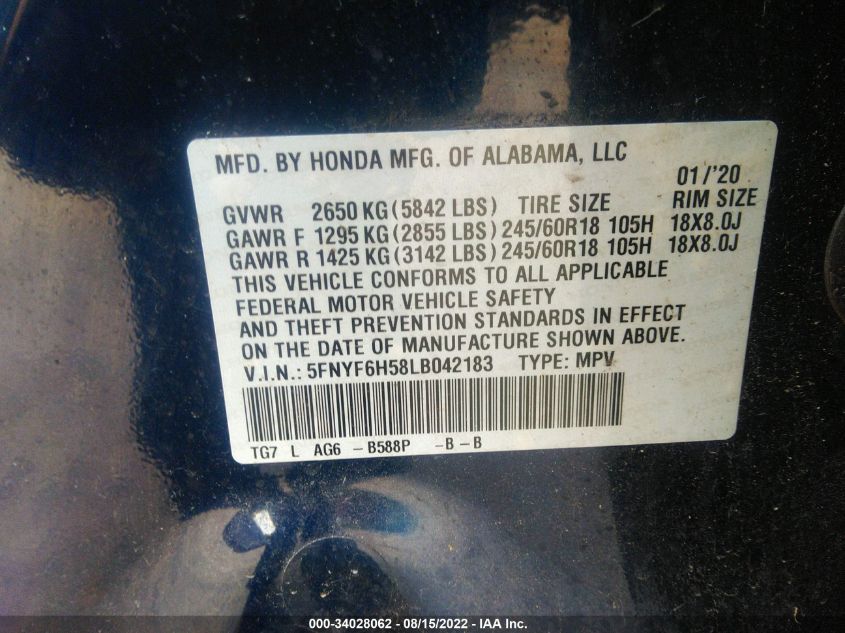 MFD. BY HONDA MFG. OF ALABAMA, LLC
01/'20
GVWR 2650 KG (5842 LBS) TIRE SIZE RIM SIZE
GAWR F 1295 KG (2855 LBS) 245/60R18 105H 18X8.0J
GAWR R 1425 KG (3142 LBS) 245/60R18 105H 18X8.0J
THIS VEHICLE CONFORMS TO ALL APPLICABLE
FEDERAL MOTOR VEHICLE SAFETY
AND THEFT PREVENTION STANDARDS IN EFFECT
ON THE DATE OF MANUFACTURE SHOWN ABOVE.
V.I.N.: 5FNYF6H58LB042183 TYPE: MPV
TG7 L AG6 - B588P -B - B
000-34028062 - 08/15/2022 - IAA Inc.